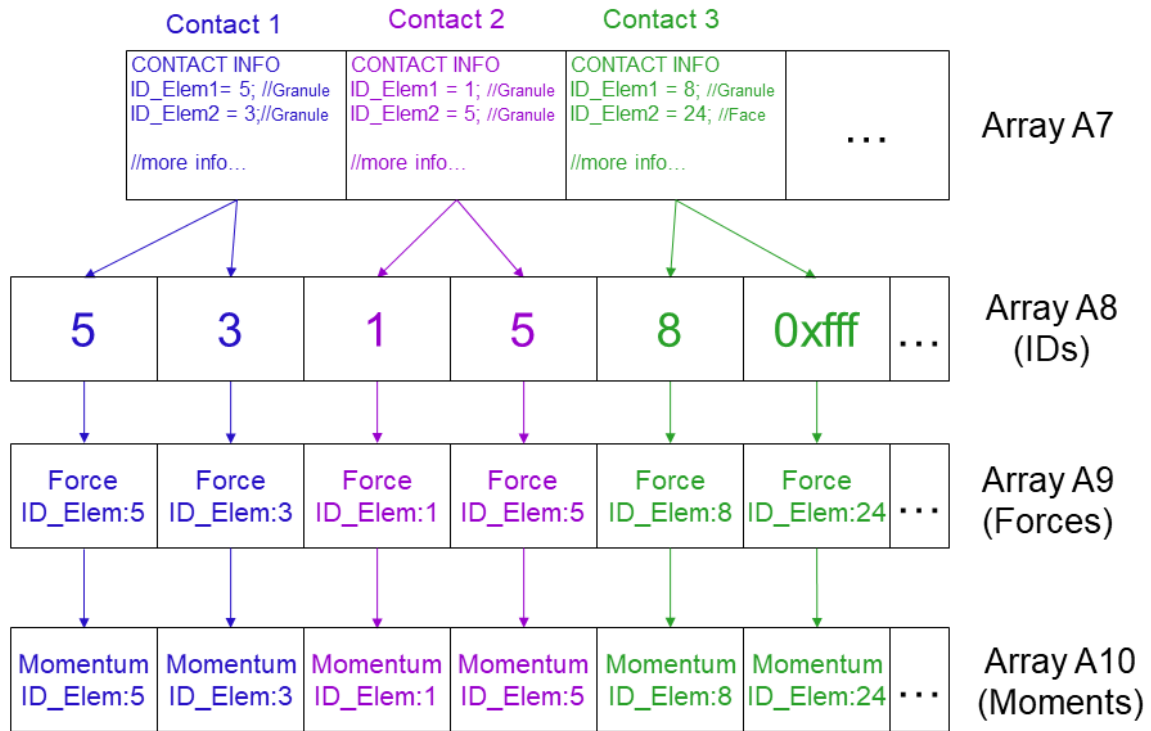 Contact 1
Contact 2
Contact 3
CONTACT INFO
ID_Elem1= 5; //Granule
ID_Elem2 = 3;//Granule
//more info…
CONTACT INFO
ID_Elem1 = 1; //Granule
ID_Elem2 = 5; //Granule
//more info…
CONTACT INFO
ID_Elem1 = 8; //Granule
ID_Elem2 = 24; //Face
//more info…
...
Array A7
5
3
1
5
8
0xfff
...
Array A8
(IDs)
Force
ID_Elem:5
Force
ID_Elem:3
Force
ID_Elem:1
Force
ID_Elem:5
Force
ID_Elem:8
Force
ID_Elem:24
...
Array A9
(Forces)
Momentum
ID_Elem:5
Momentum
ID_Elem:3
Momentum
ID_Elem:1
Momentum
ID_Elem:5
Momentum
ID_Elem:8
Momentum
ID_Elem:24
...
Array A10
(Moments)